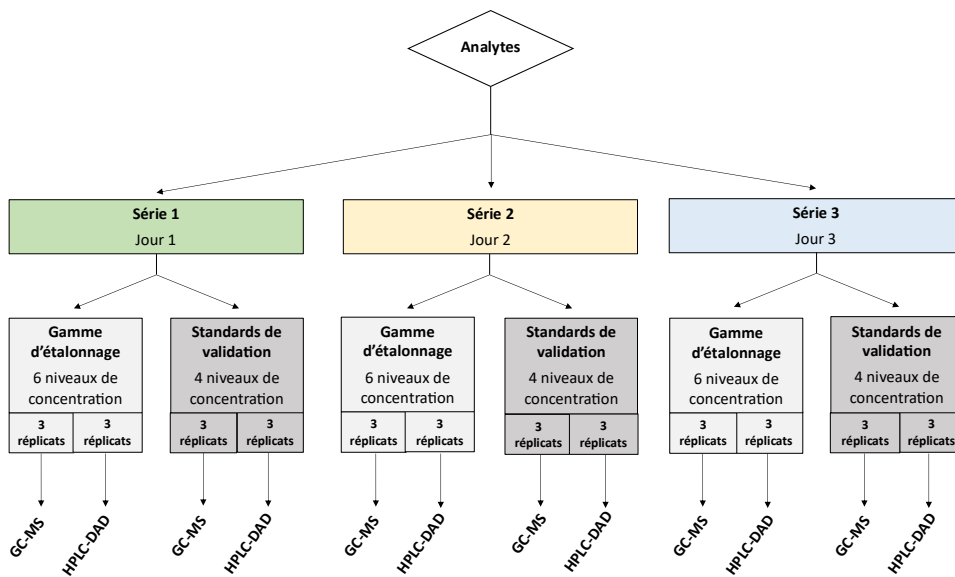 Analytes
Série 1
Jour 1
Série 2
Jour 2
Série 3
Jour 3
Gamme
d'étalonnage
6 niveaux de
concentration
3
réplicats
3
réplicats
Standards de
validation
4 niveaux de
concentration
3
réplicats
3
réplicats
Gamme
d'étalonnage
6 niveaux de
concentration
3
réplicats
3
réplicats
Standards de
validation
4 niveaux de
concentration
3
réplicats
3
réplicats
Gamme
d'étalonnage
6 niveaux de
concentration
3
réplicats
3
réplicats
Standards de
validation
4 niveaux de
concentration
3
réplicats
3
réplicats
GC-MS
HPLC-DAD
GC-MS
HPLC-DAD
GC-MS
HPLC-DAD
GC-MS
HPLC-DAD
GC-MS
HPLC-DAD
GC-MS
HPLC-DAD